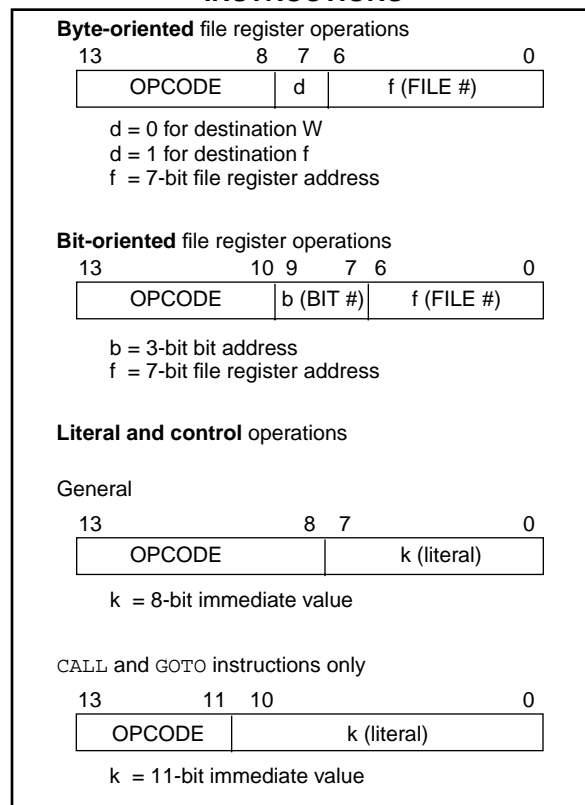 Byte-oriented file register operations
13 8 7 6 0
OPCODE d f (FILE #)
d = 0 for destination W
d = 1 for destination f
f = 7-bit file register address
Bit-oriented file register operations
13 10 9 7 6 0
OPCODE b (BIT #) f (FILE #)
b = 3-bit bit address
f = 7-bit file register address
Literal and control operations
General
13 8 7 0
OPCODE k (literal)
k = 8-bit immediate value
CALL and GOTO instructions only
13 11 10 0
OPCODE k (literal)
k = 11-bit immediate value